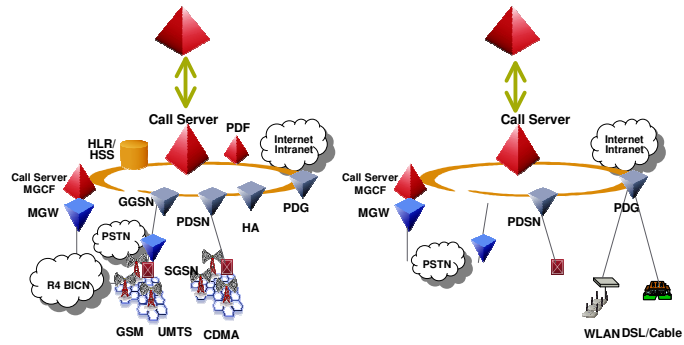 Call Server
PDF
HLR/
HSS
Internet
Intranet
Call Server
MGCF
MGW
GGSN
PDSN
HA
PDG
PSTN
SGSN
R4 BICN
GSM
UMTS
CDMA
Call Server
Internet
Intranet
Call Server
MGCF
MGW
PDSN
PDG
PSTN
WLAN
DSL/Cable